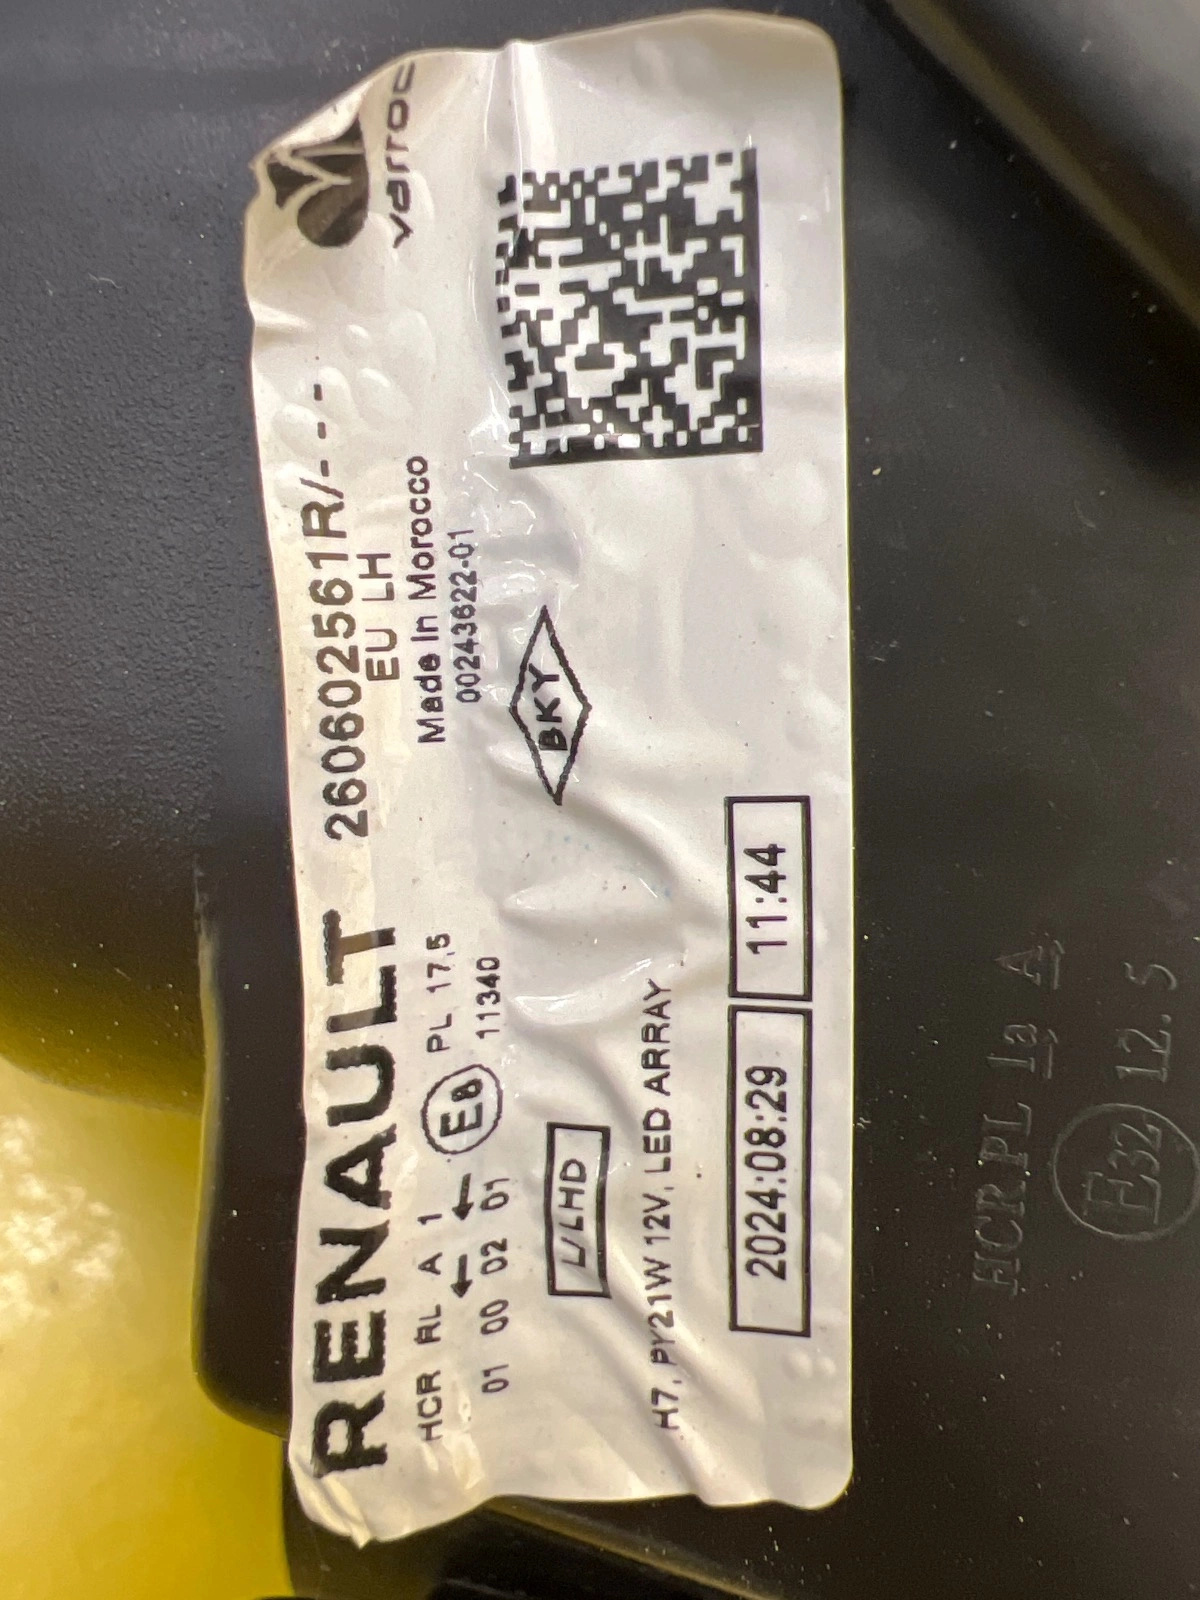 RENAULT 260602561R/- - -
EU LH
varroc
HCR RL A 1 PL 17,5
Made In Morocco
← ← E8
01 00 02 01 11340
00243622-01
L/LHD
BKY
H7, PY21W 12V, LED ARRAY
2024:08:29 11:44
HCR PL 1a A
E32 12.5